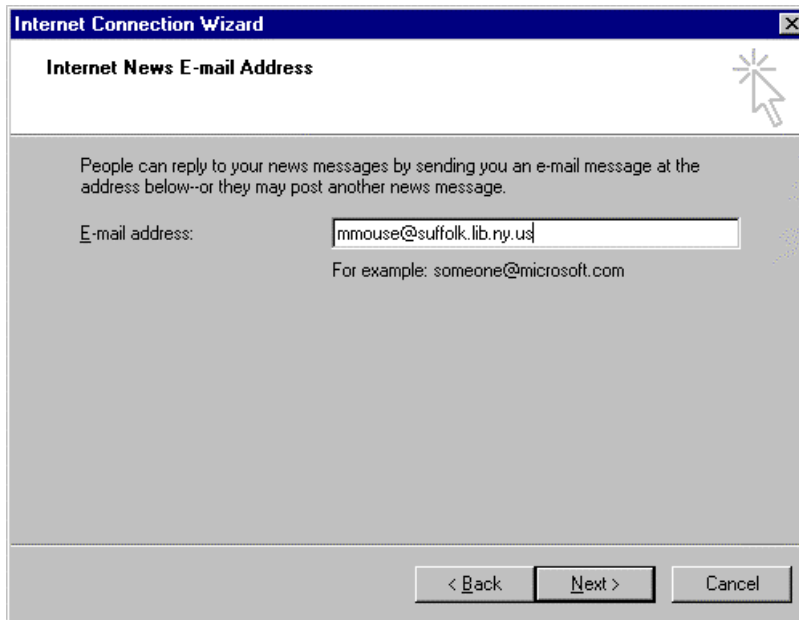 Internet Connection Wizard
Internet News E-mail Address
People can reply to your news messages by sending you an e-mail message at the
address below--or they may post another news message.
E-mail address: mmouse@suffolk.lib.ny.us
For example: someone@microsoft.com
< Back Next > Cancel